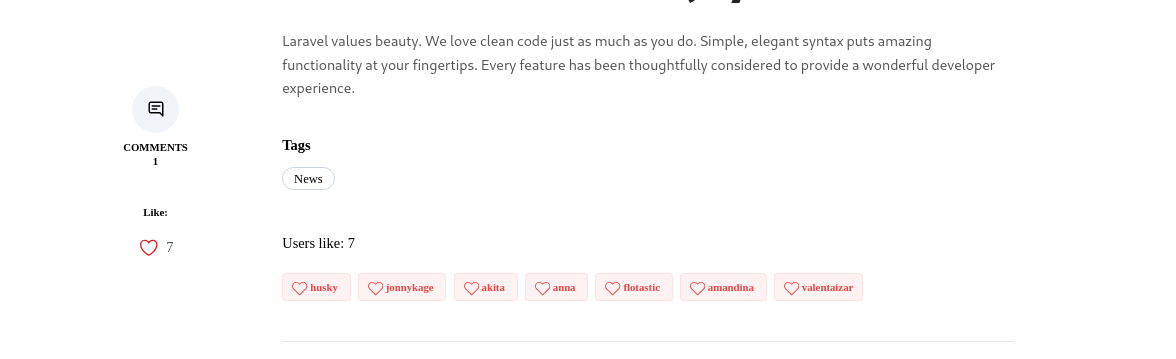 Laravel values beauty. We love clean code just as much as you do. Simple, elegant syntax puts amazing
functionality at your fingertips. Every feature has been thoughtfully considered to provide a wonderful developer
experience.
COMMENTS
1
Like:
7
Tags
News
Users like: 7
husky jonnykage akita anna flotastic amandina valentaizar